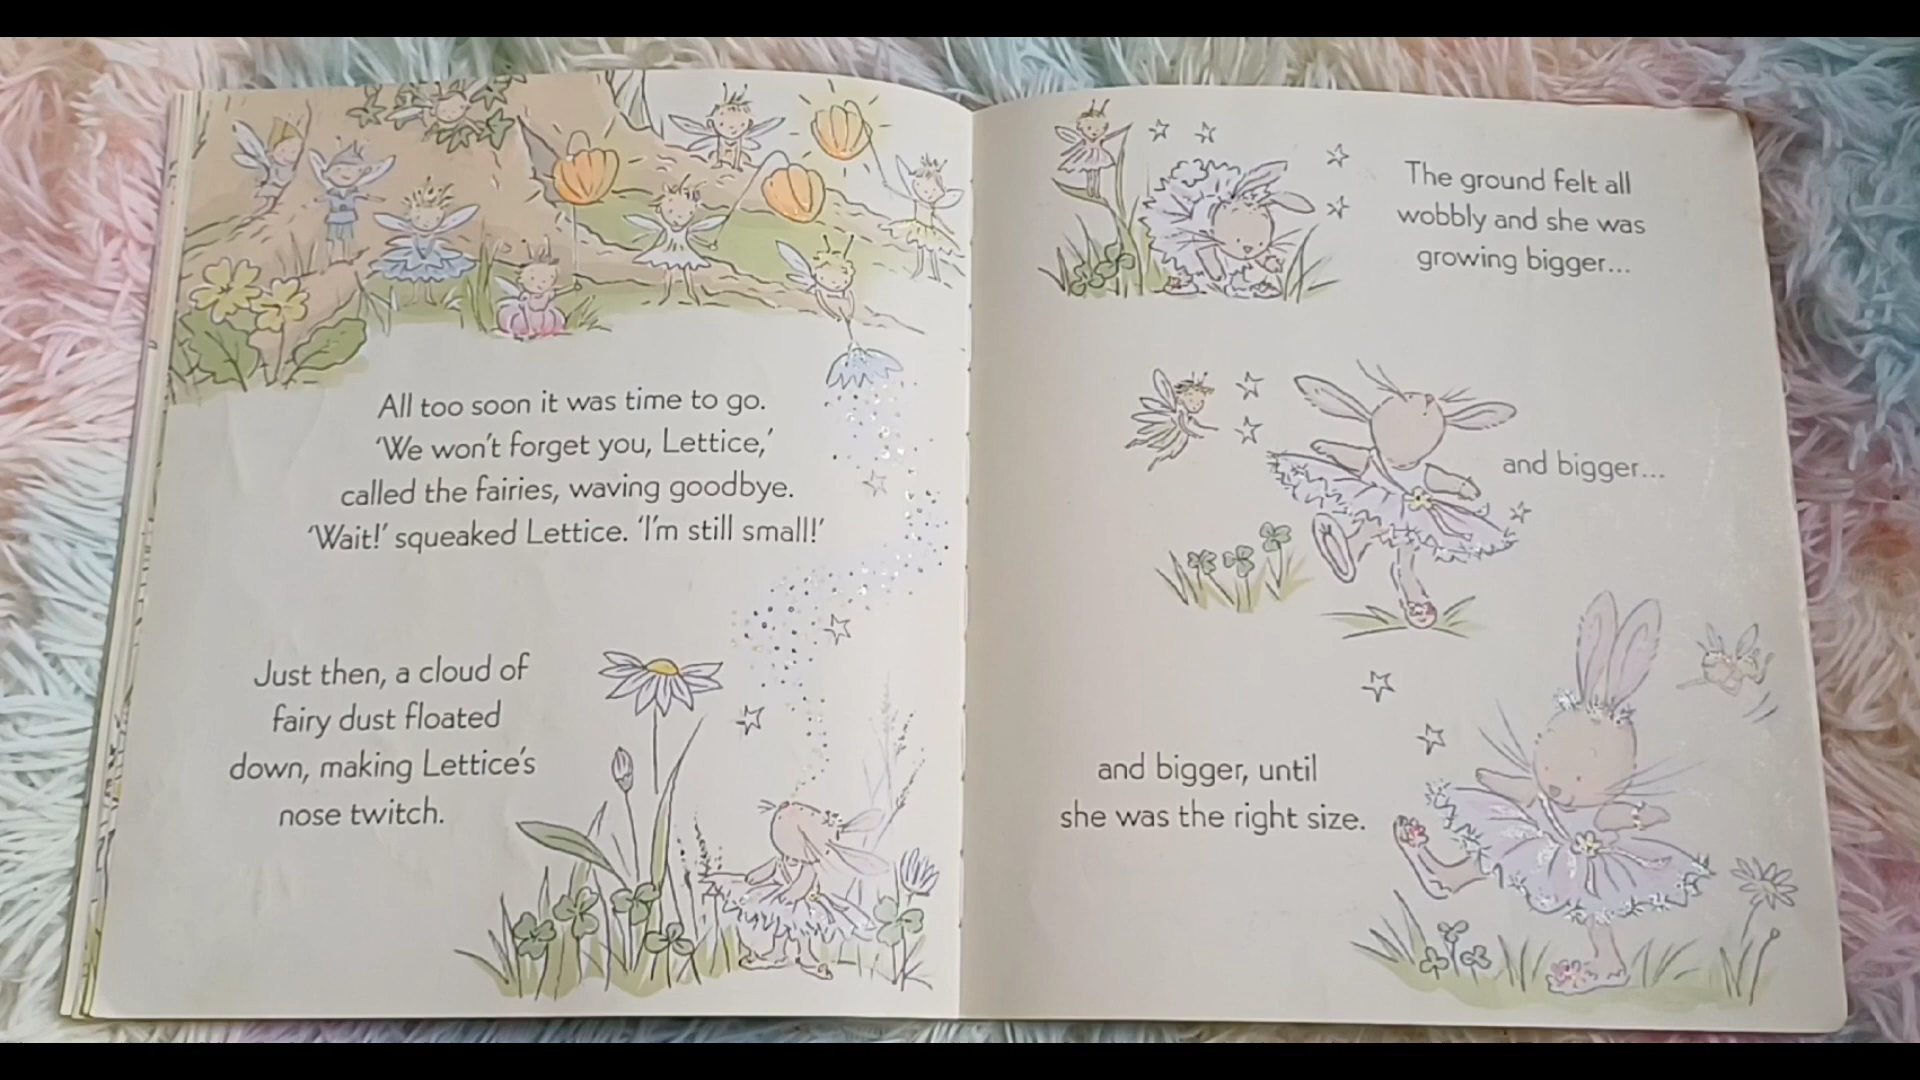 All too soon it was time to go.
‘We won’t forget you, Lettice,’
called the fairies, waving goodbye.
‘Wait!’ squeaked Lettice. ‘I’m still small!’
Just then, a cloud of
fairy dust floated
down, making Lettice’s
nose twitch.
The ground felt all
wobbly and she was
growing bigger...
and bigger...
and bigger, until
she was the right size.